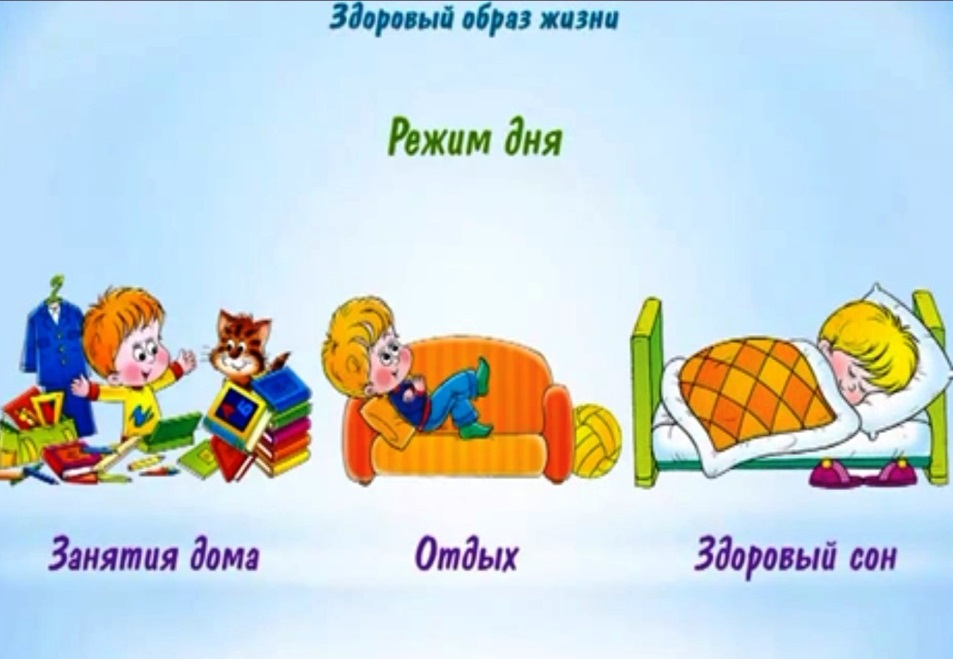 Здоровый образ жизни
Режим дня
Занятия дома
Отдых
Здоровый сон